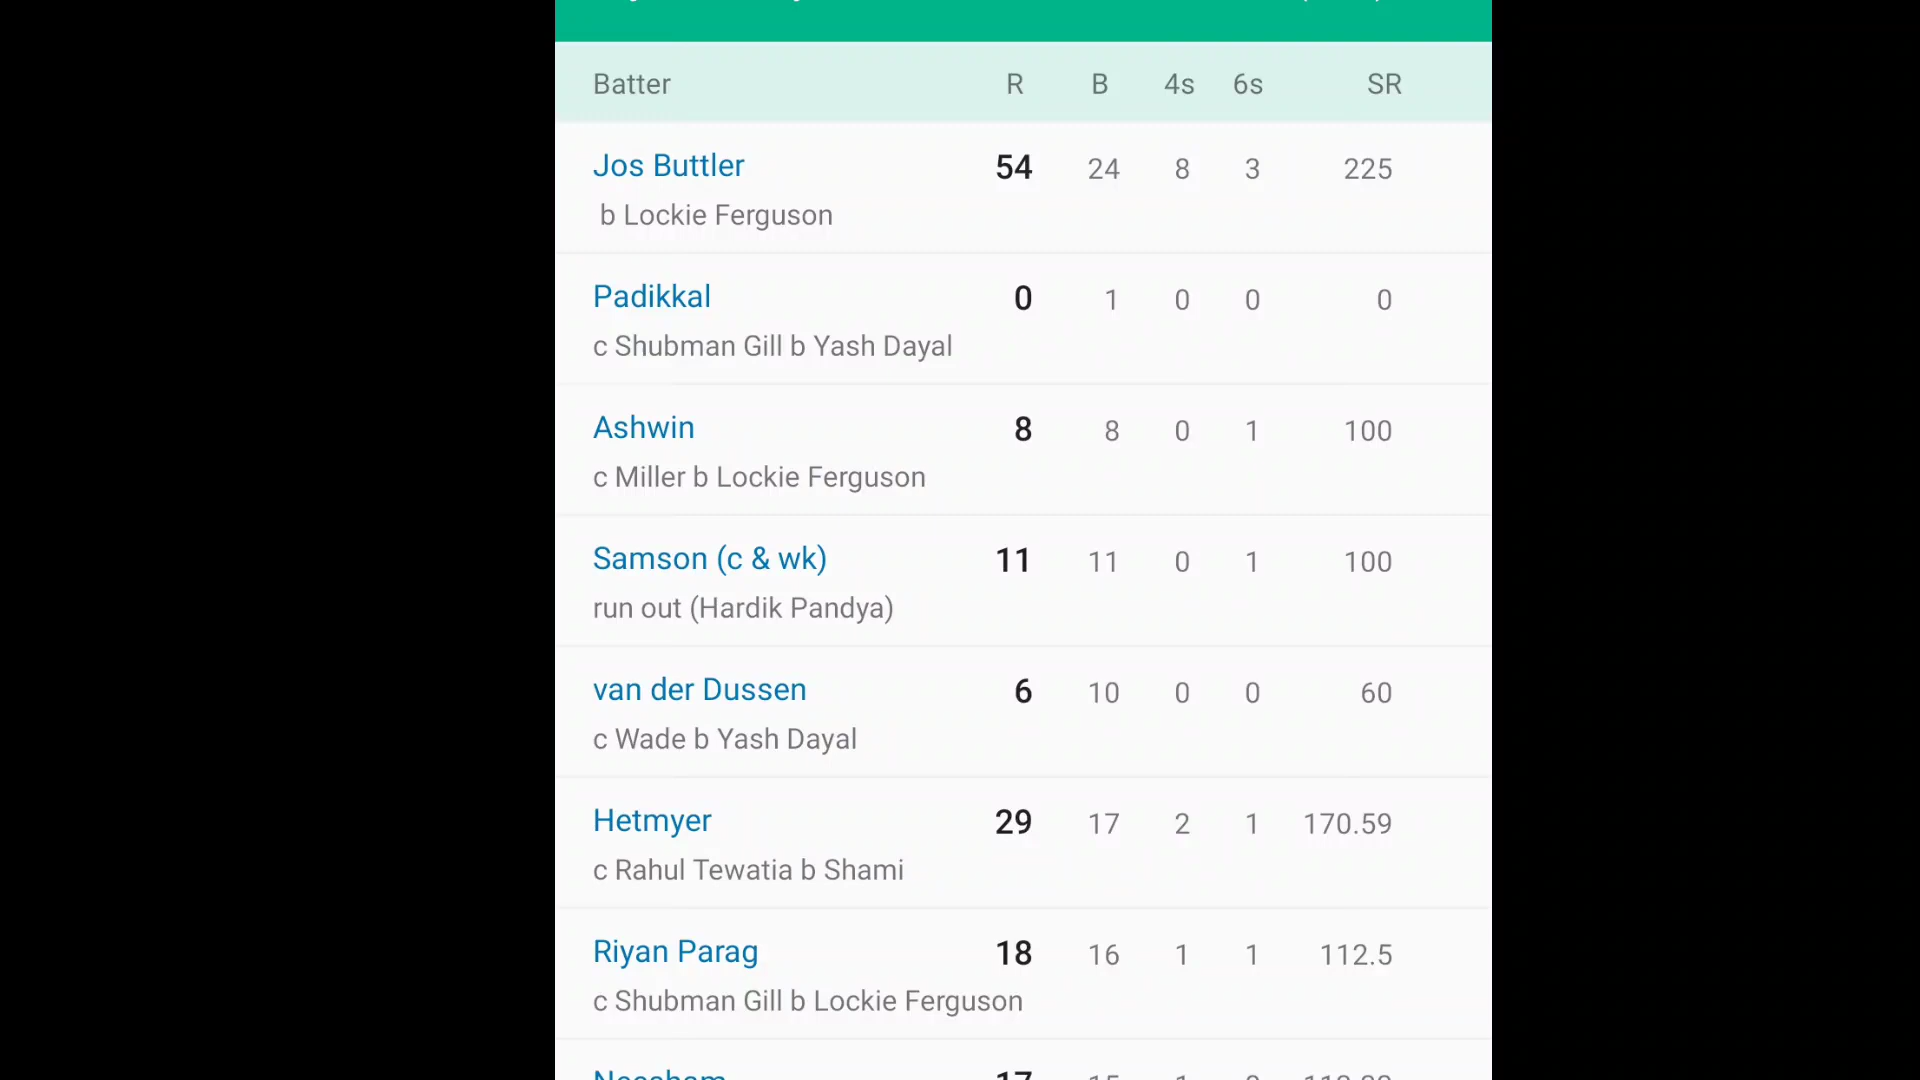 Batter R B 4s 6s SR
Jos Buttler 54 24 8 3 225
b Lockie Ferguson
Padikkal 0 1 0 0 0
c Shubman Gill b Yash Dayal
Ashwin 8 8 0 1 100
c Miller b Lockie Ferguson
Samson (c & wk) 11 11 0 1 100
run out (Hardik Pandya)
van der Dussen 6 10 0 0 60
c Wade b Yash Dayal
Hetmyer 29 17 2 1 170.59
c Rahul Tewatia b Shami
Riyan Parag 18 16 1 1 112.5
c Shubman Gill b Lockie Ferguson
Neesham 17 15 1